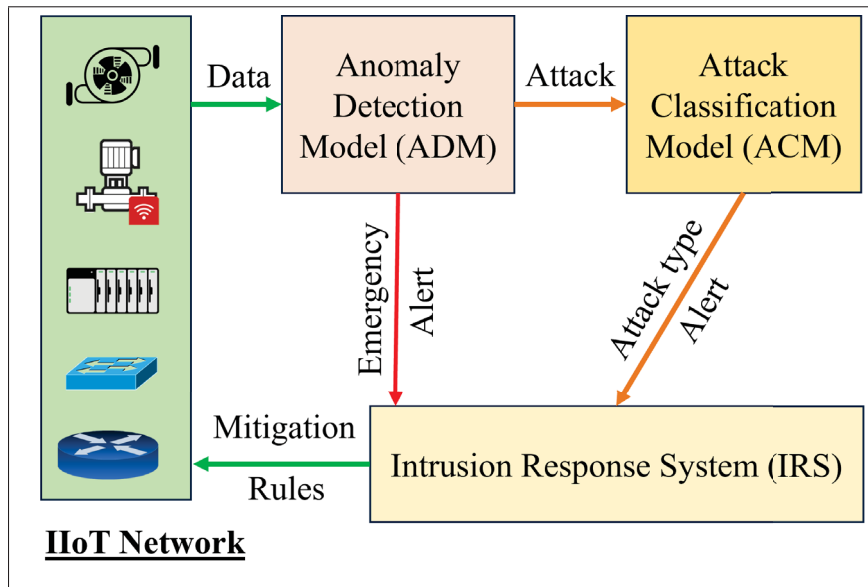 Data
Anomaly
Detection
Model (ADM)
Attack
Attack
Classification
Model (ACM)
Emergency
Alert
Attack type
Alert
Mitigation
Rules
Intrusion Response System (IRS)
IIoT Network